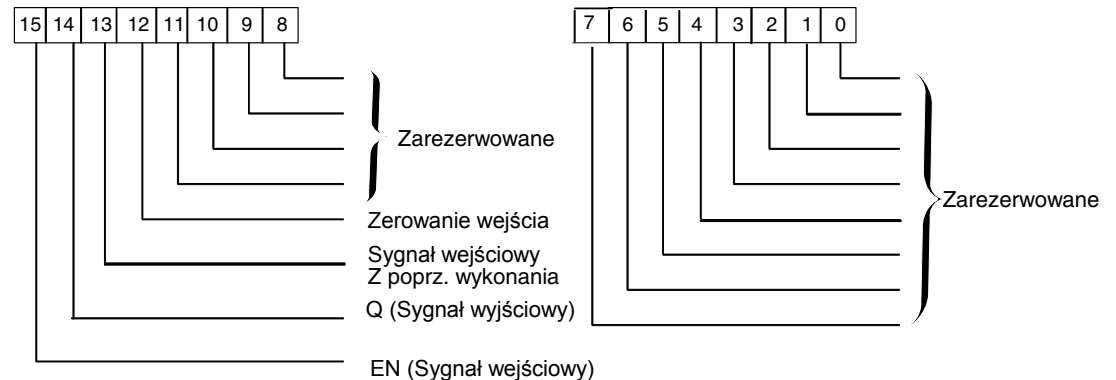 15 14 13 12 11 10 9 8
7 6 5 4 3 2 1 0
Zarezerwowane
Zerowanie wejścia
Sygnał wejściowy
Z poprz. wykonania
Q (Sygnał wyjściowy)
EN (Sygnał wejściowy)
Zarezerwowane